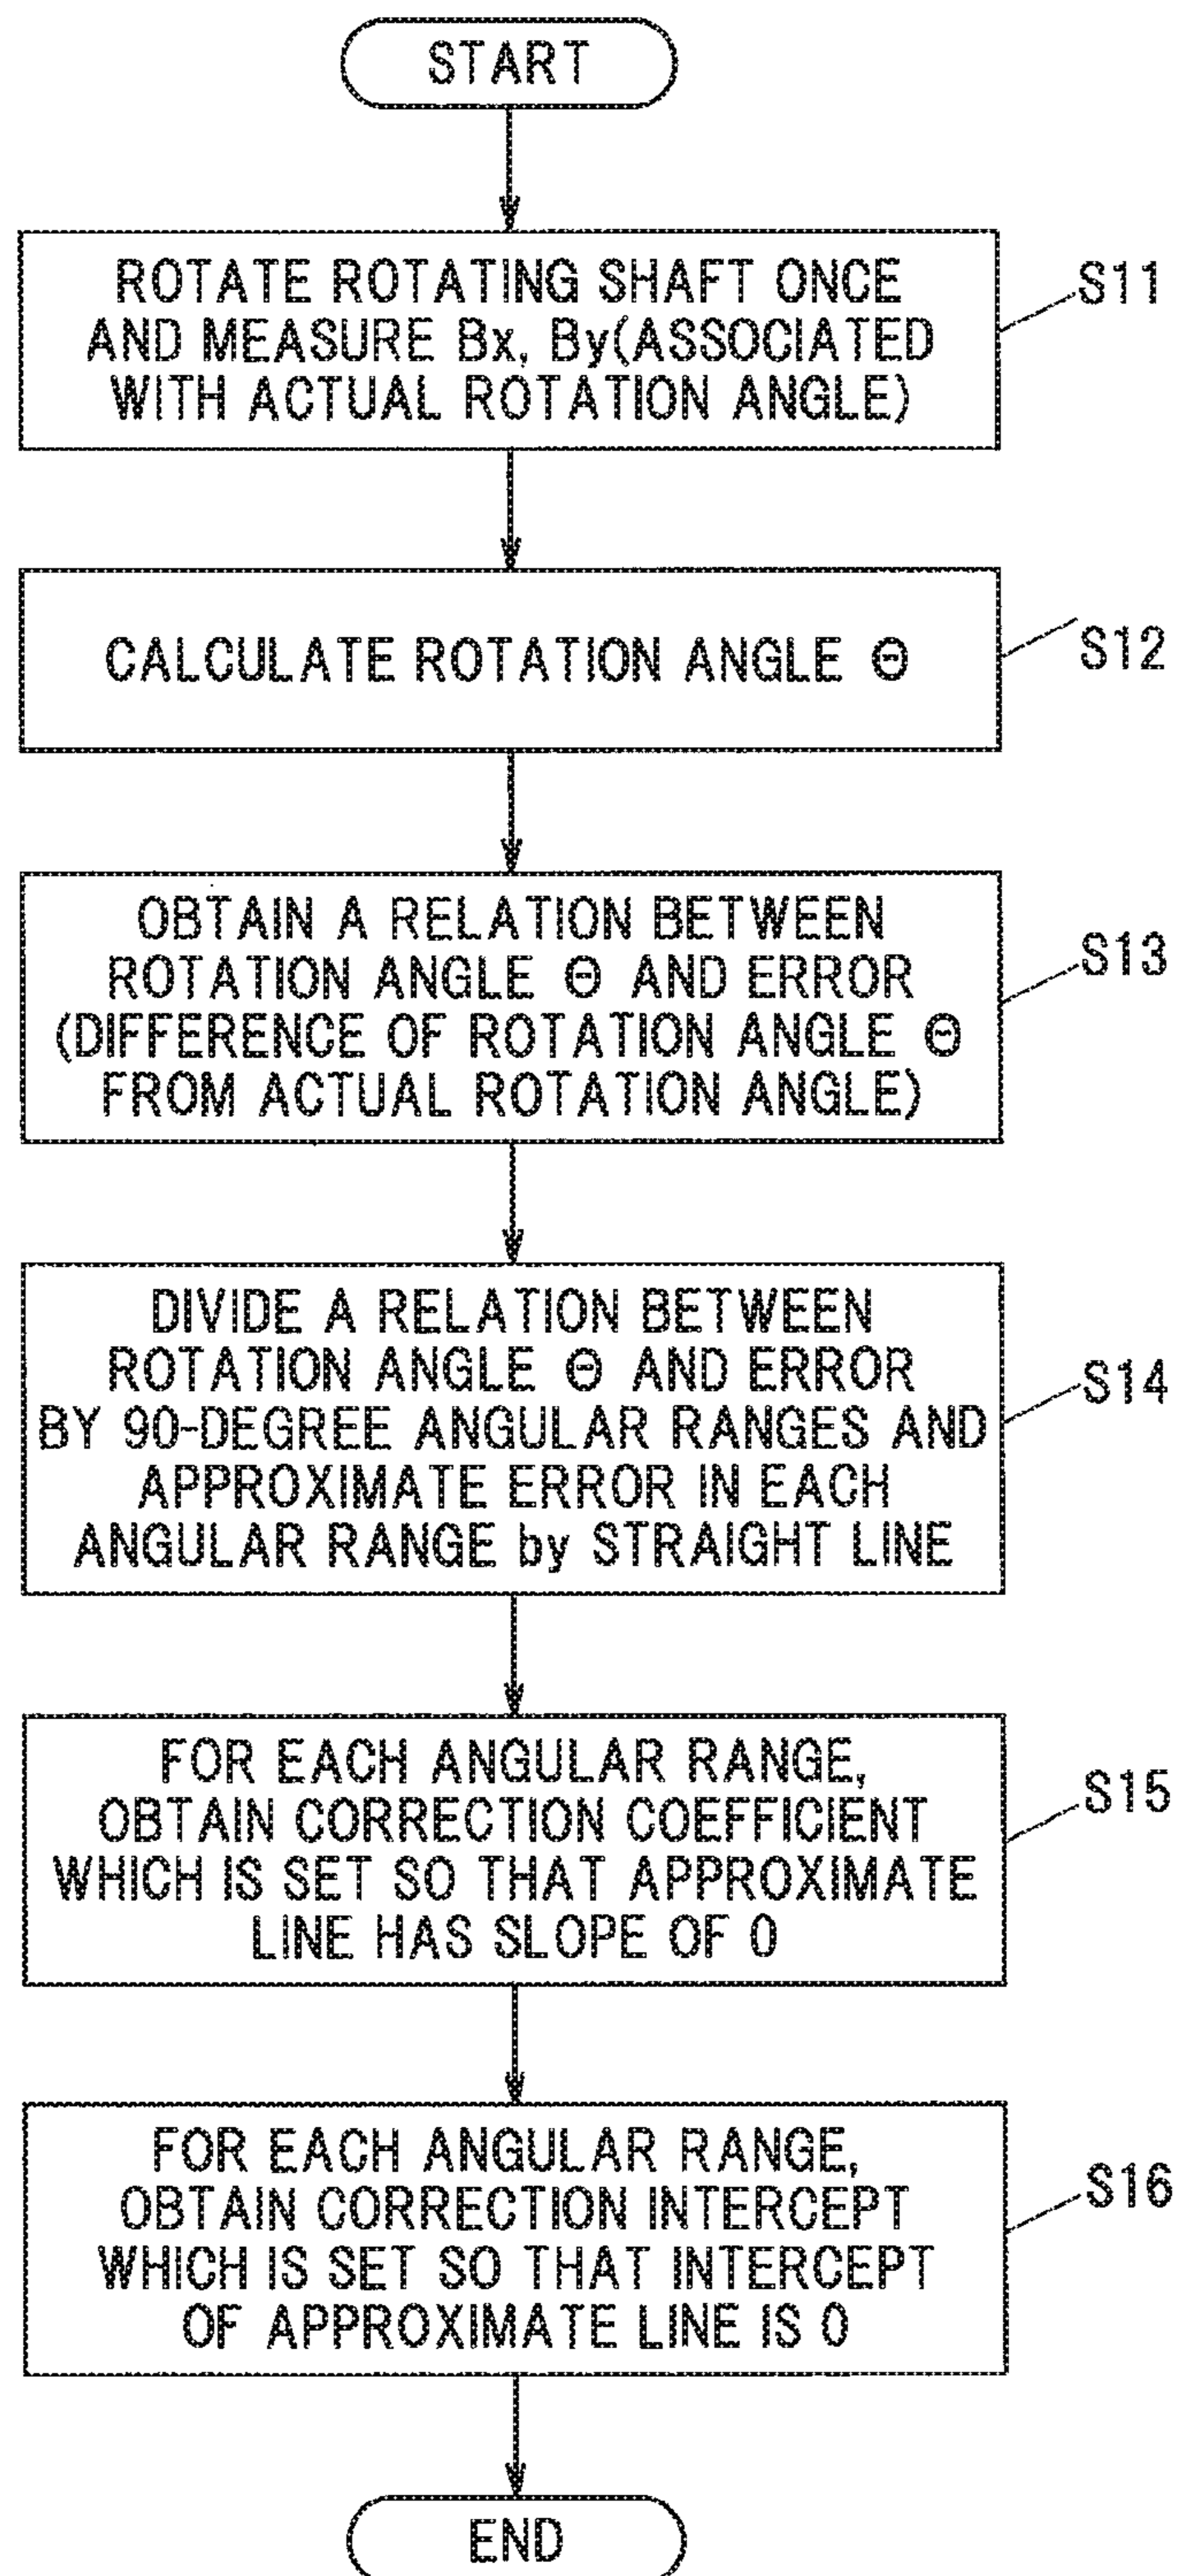 START
ROTATE ROTATING SHAFT ONCE
AND MEASURE Bx, By(ASSOCIATED
WITH ACTUAL ROTATION ANGLE)
S11
CALCULATE ROTATION ANGLE Θ
S12
OBTAIN A RELATION BETWEEN
ROTATION ANGLE Θ AND ERROR
(DIFFERENCE OF ROTATION ANGLE Θ
FROM ACTUAL ROTATION ANGLE)
S13
DIVIDE A RELATION BETWEEN
ROTATION ANGLE Θ AND ERROR
BY 90-DEGREE ANGULAR RANGES AND
APPROXIMATE ERROR IN EACH
ANGULAR RANGE by STRAIGHT LINE
S14
FOR EACH ANGULAR RANGE,
OBTAIN CORRECTION COEFFICIENT
WHICH IS SET SO THAT APPROXIMATE
LINE HAS SLOPE OF 0
S15
FOR EACH ANGULAR RANGE,
OBTAIN CORRECTION INTERCEPT
WHICH IS SET SO THAT INTERCEPT
OF APPROXIMATE LINE IS 0
S16
END